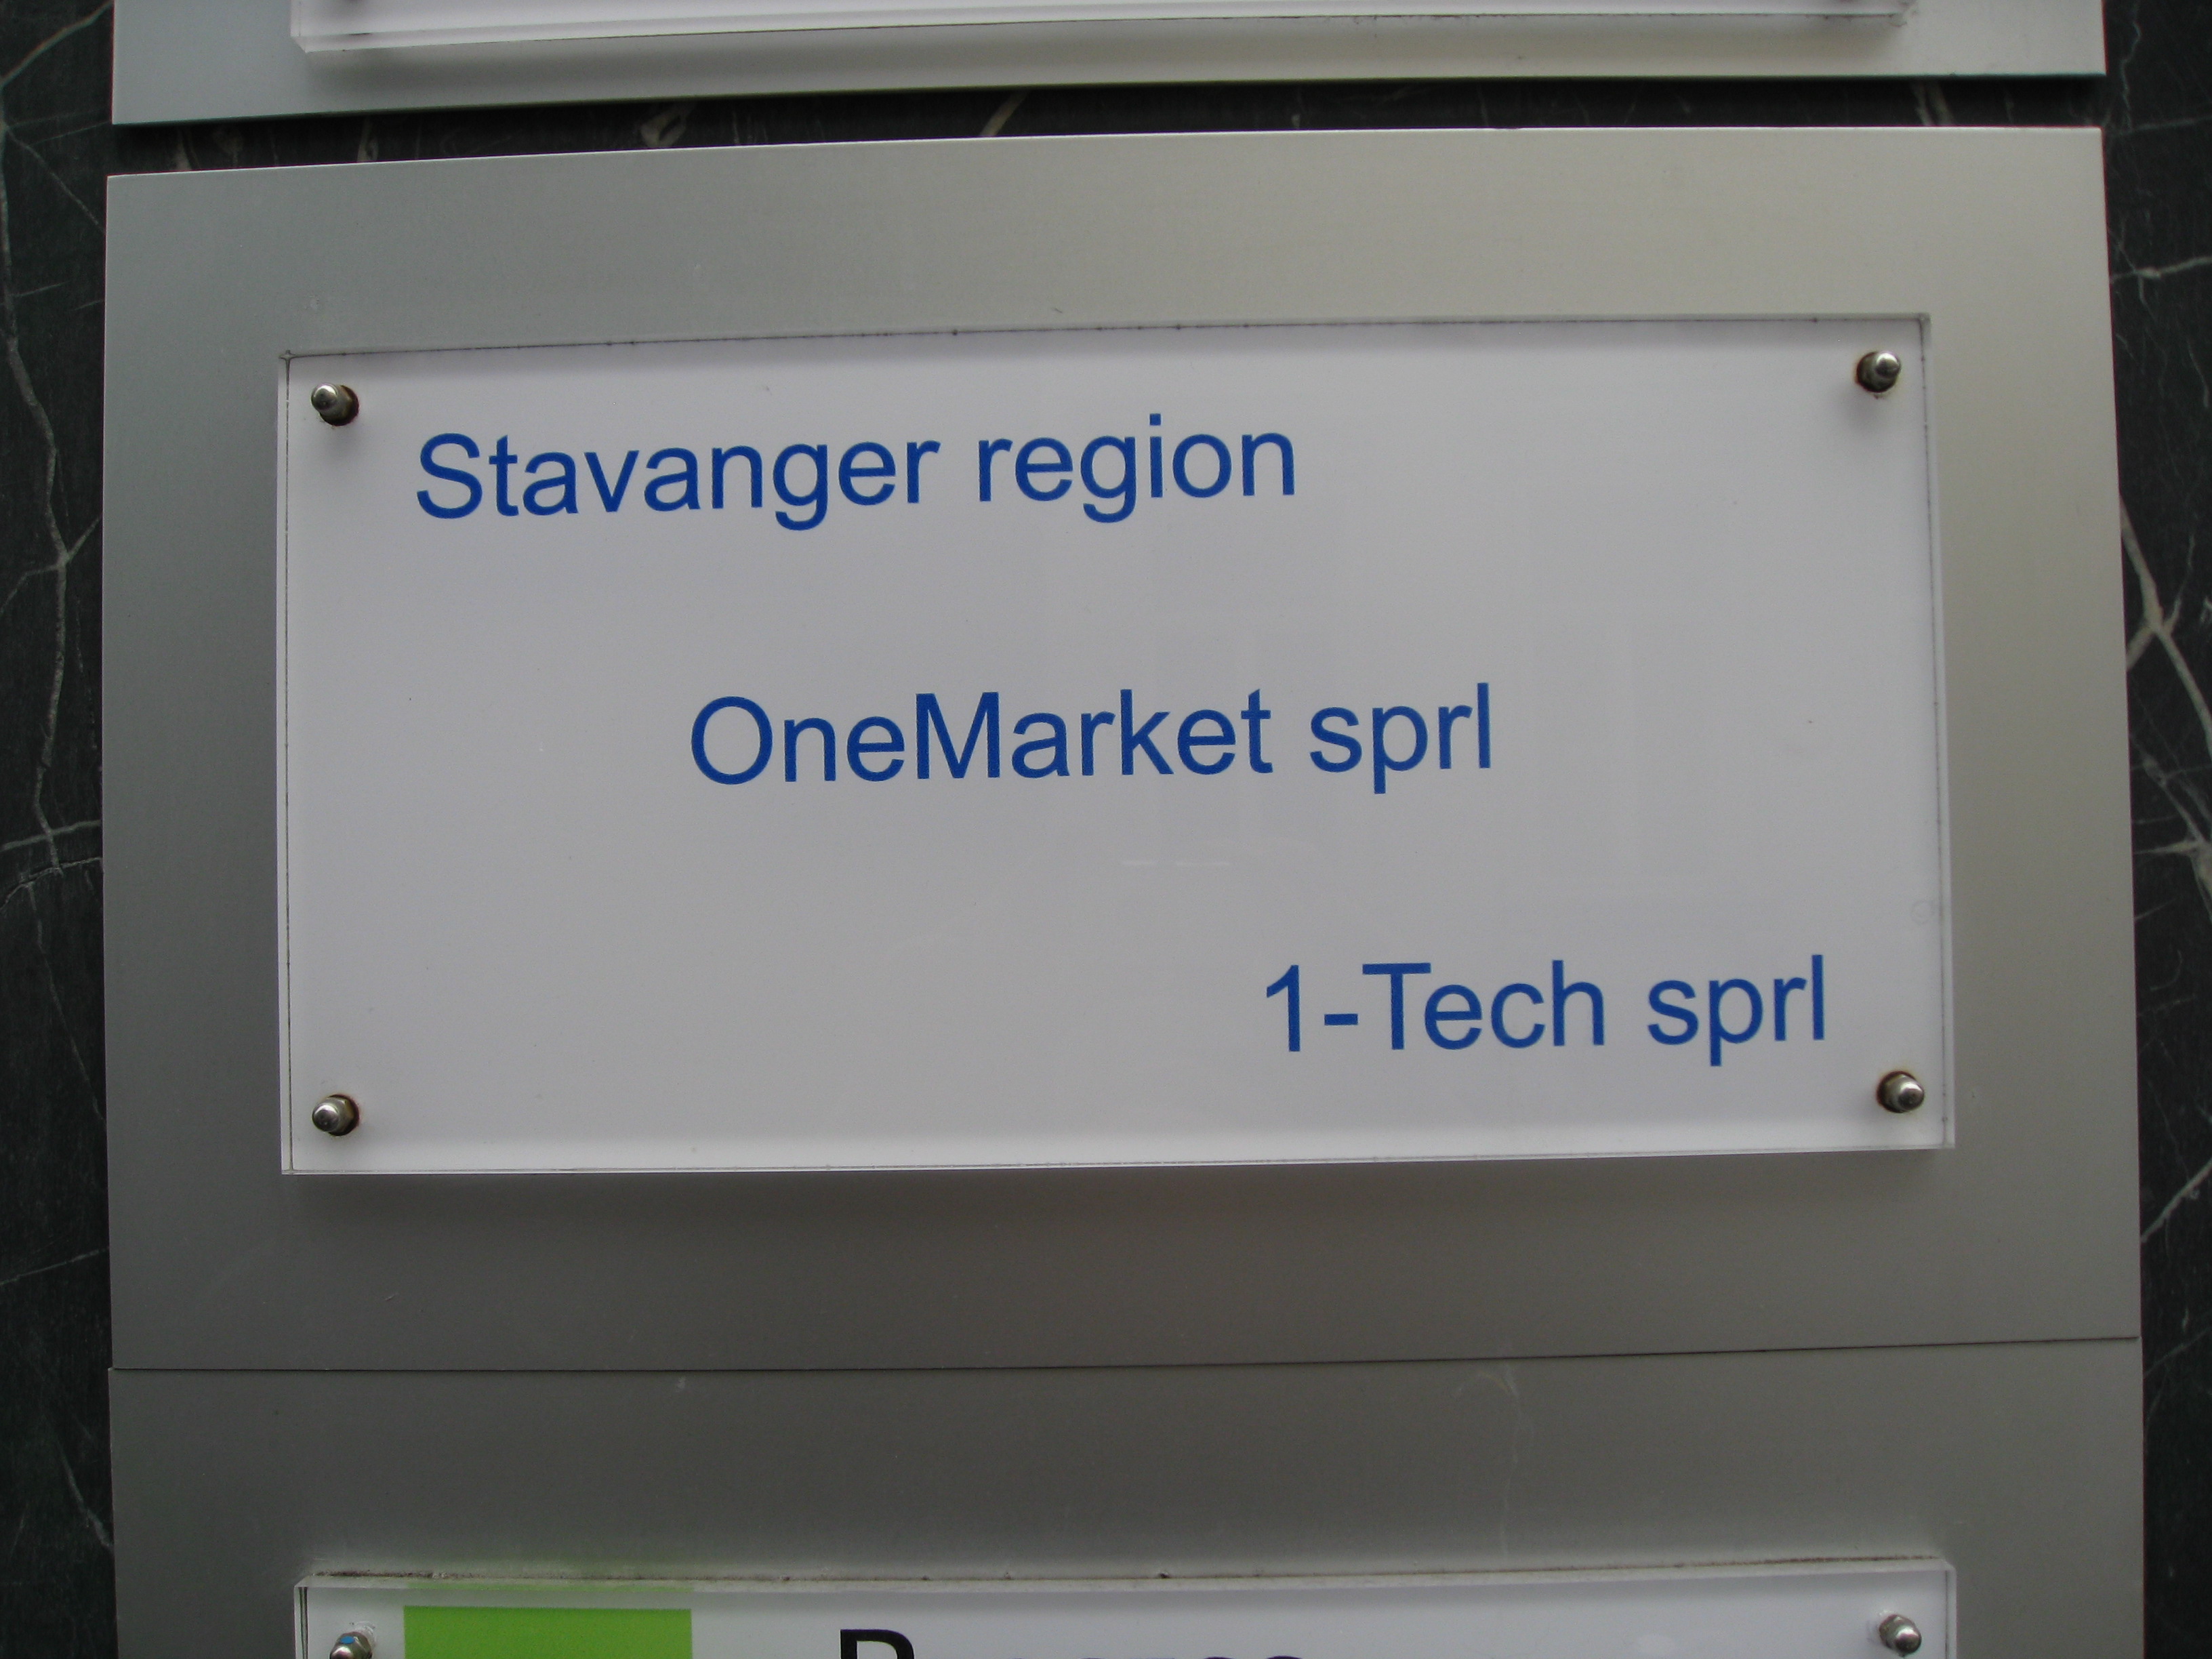 Stavanger region
OneMarket sprl
1-Tech sprl